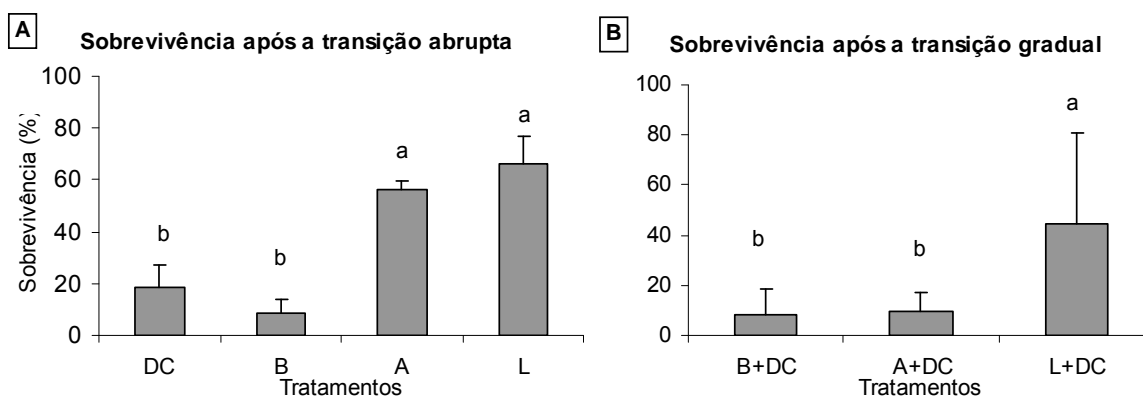 A
Sobrevivência após a transição abrupta
100
80
60
40
20
0
Sobrevivência (%)
b
b
a
a
DC B A L
Tratamentos
B
Sobrevivência após a transição gradual
100
80
60
40
20
0
b
b
a
B+DC A+DC L+DC
Tratamentos